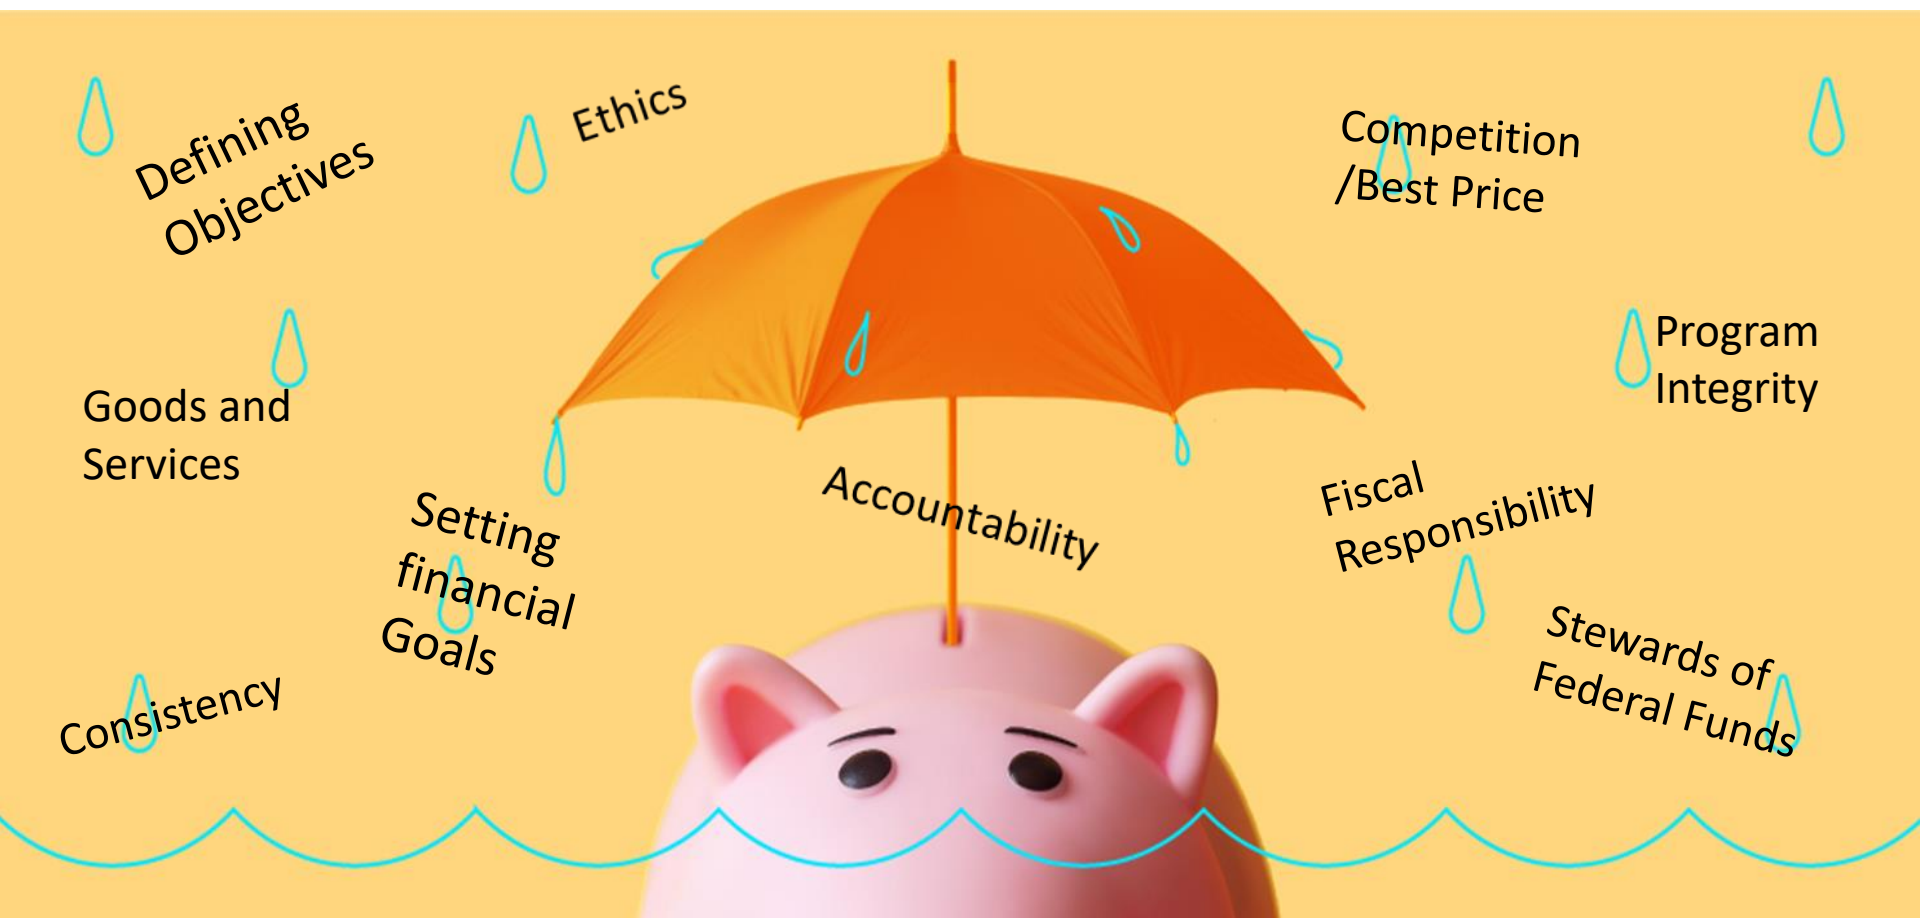 Defining
Objectives
Ethics
Competition
/Best Price
Goods and
Services
Program
Integrity
Setting
financial
Goals
Accountability
Fiscal
Responsibility
Consistency
Stewards of
Federal Funds